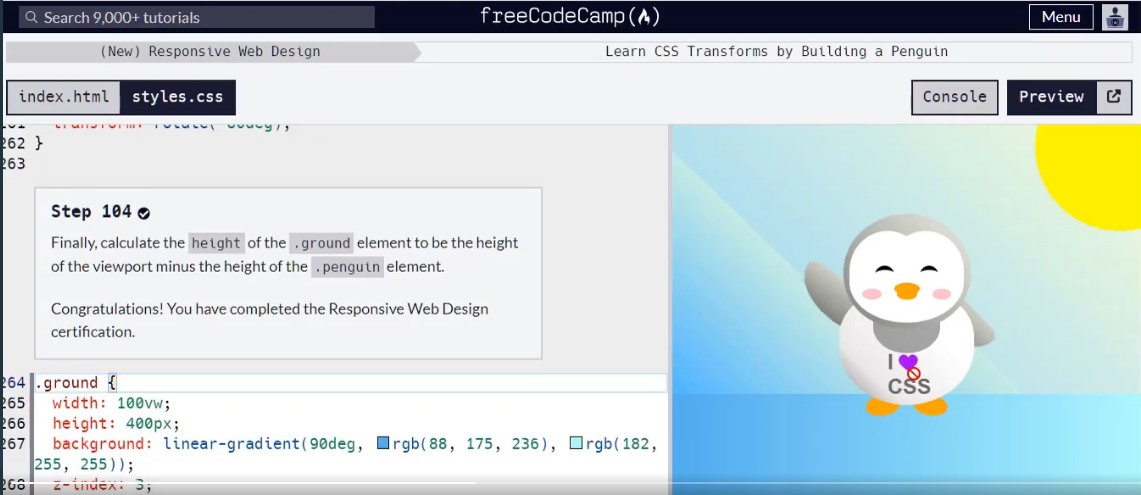 Search 9,000+ tutorials
freeCodeCamp
Menu
(New) Responsive Web Design
Learn CSS Transforms by Building a Penguin
index.html
styles.css
Console
Preview
262 }
263
Step 104
Finally, calculate the height of the .ground element to be the height
of the viewport minus the height of the .penguin element.
Congratulations! You have completed the Responsive Web Design
certification.
264 .ground {
265 width: 100vw;
266 height: 400px;
267 background: linear-gradient(90deg, rgb(88, 175, 236), rgb(182,
255, 255));
268 z-index: 3;
I
CSS